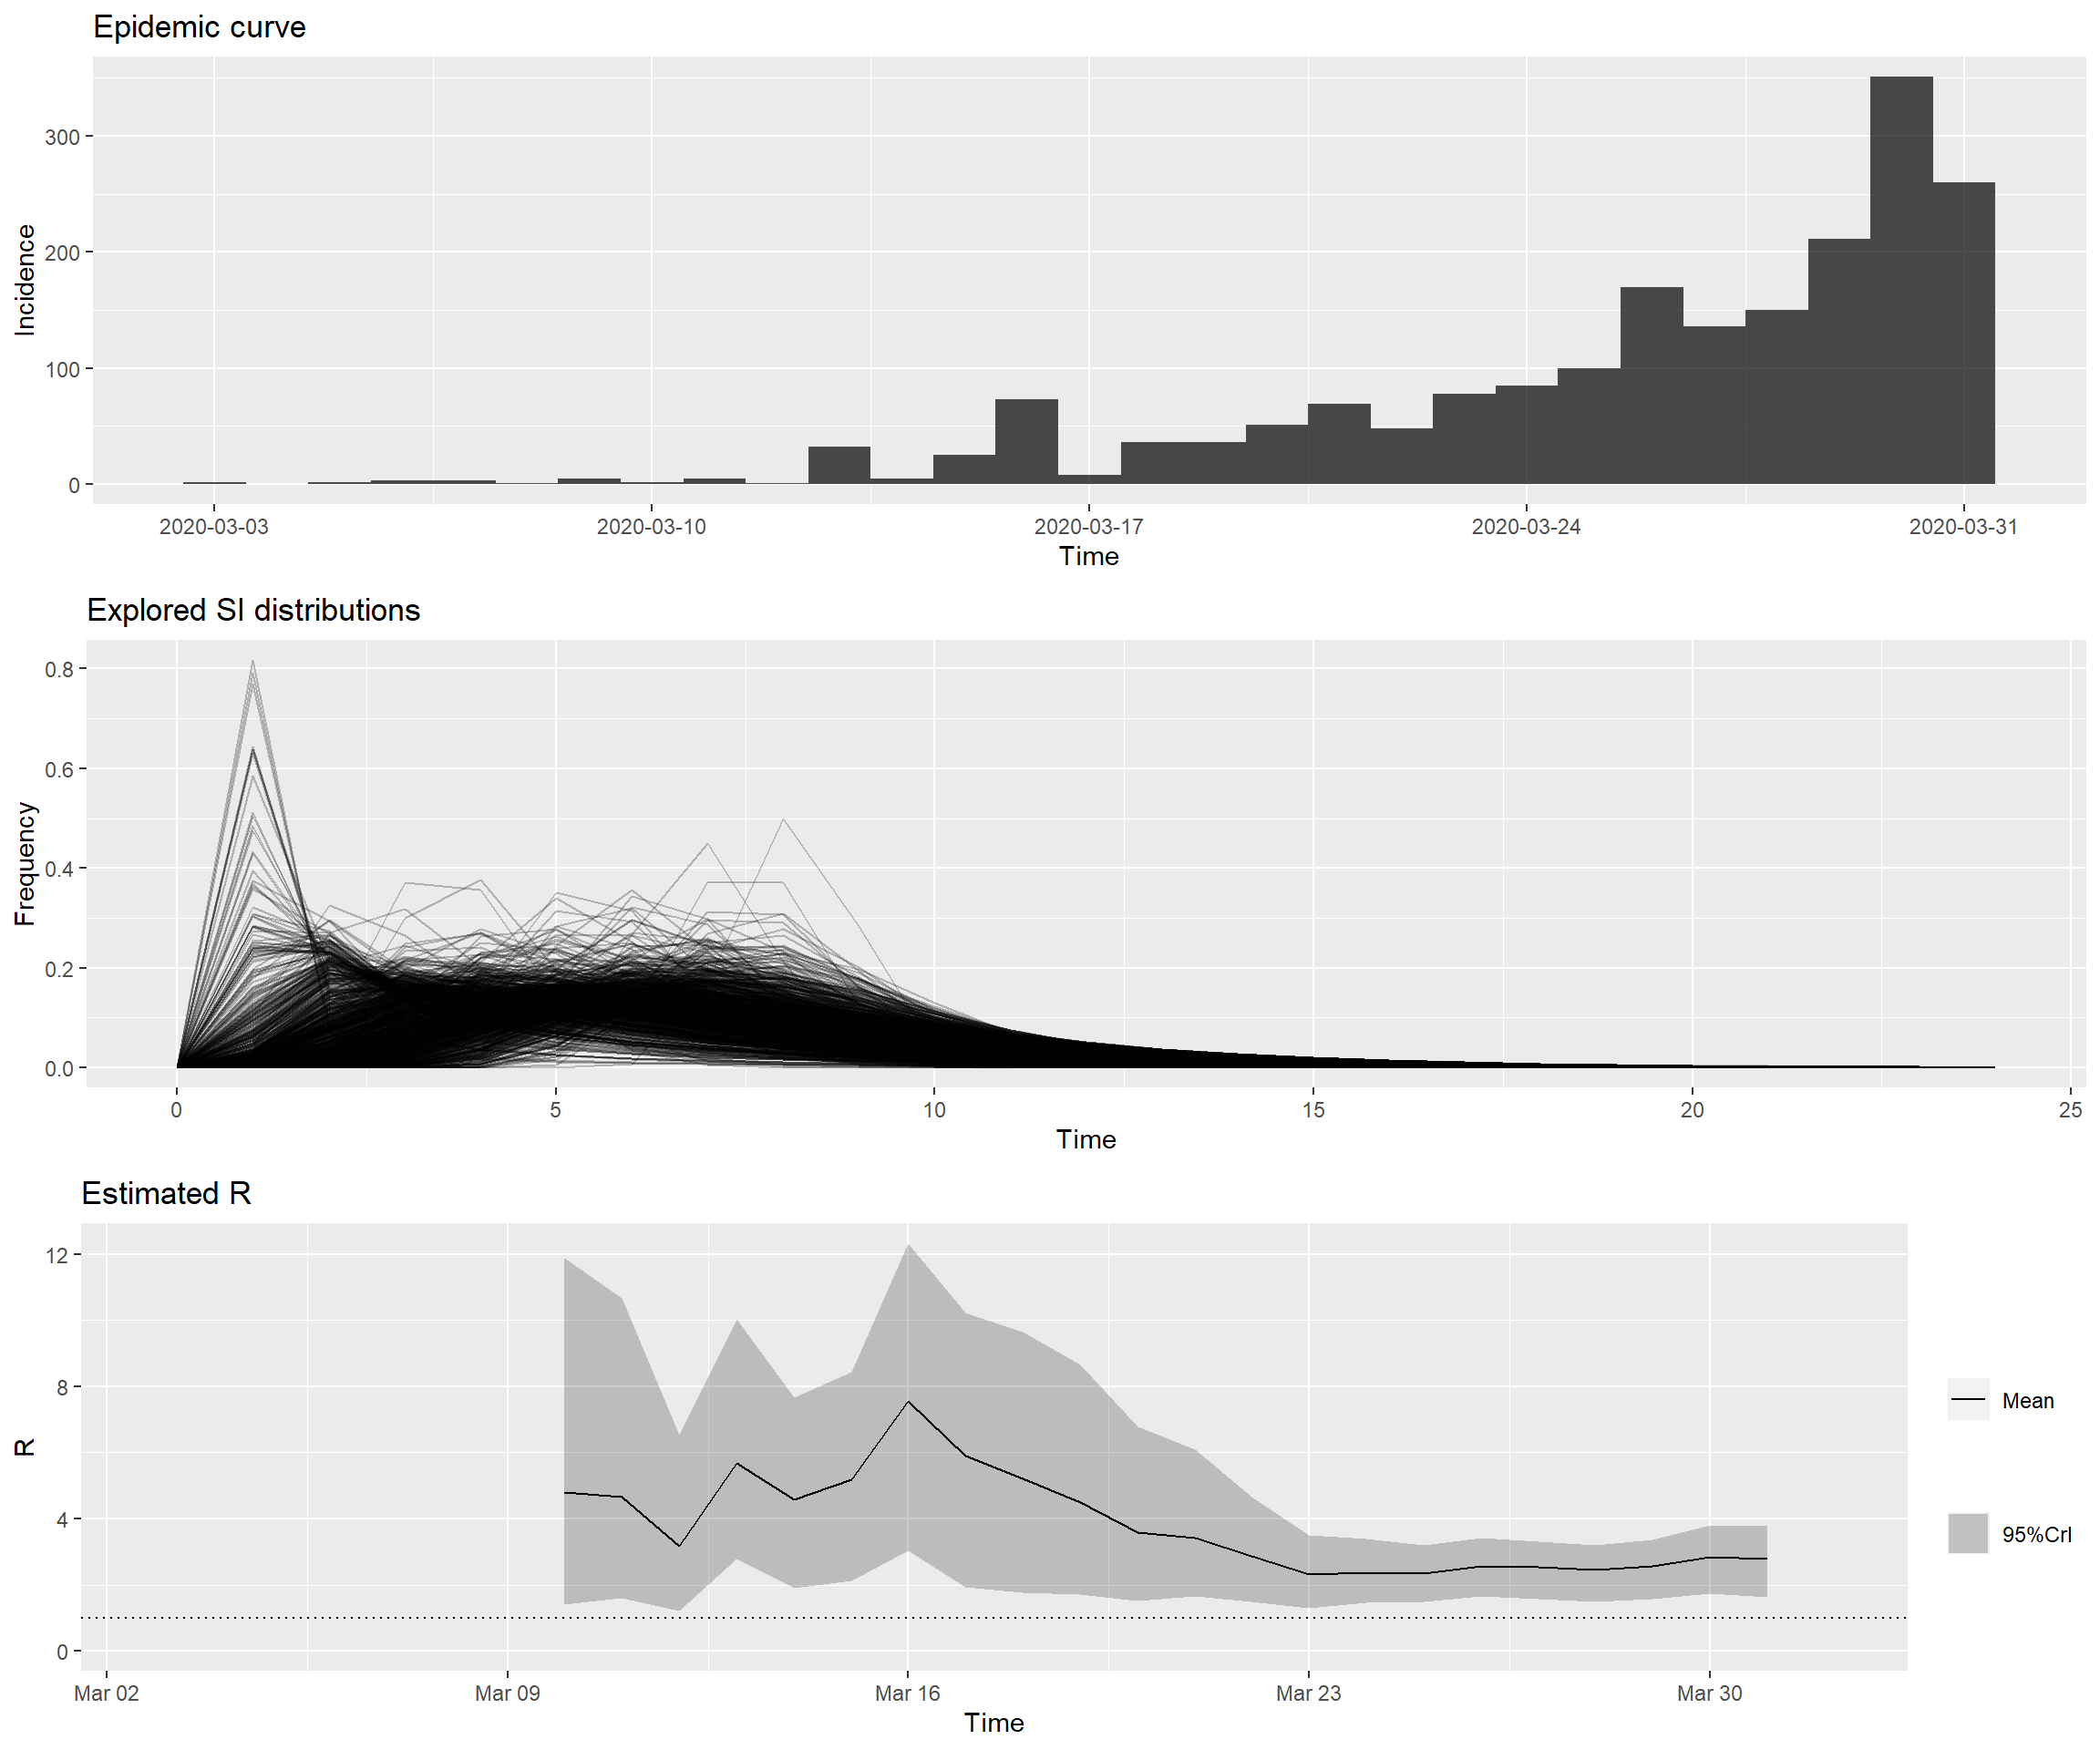 Epidemic curve
300
200
100
0
Incidence
2020-03-03 2020-03-10 2020-03-17 2020-03-24 2020-03-31
Time
Explored SI distributions
0.8
0.6
0.4
0.2
0.0
Frequency
0 5 10 15 20 25
Time
Estimated R
12
8
4
0
R
Mar 02 Mar 09 Mar 16 Mar 23 Mar 30
Time
Mean
95%CrI